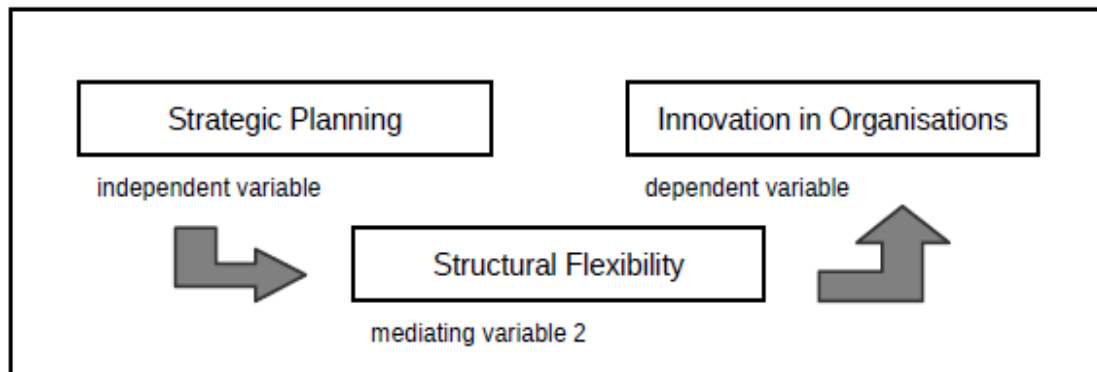 Strategic Planning
Innovation in Organisations
independent variable
dependent variable
Structural Flexibility
mediating variable 2